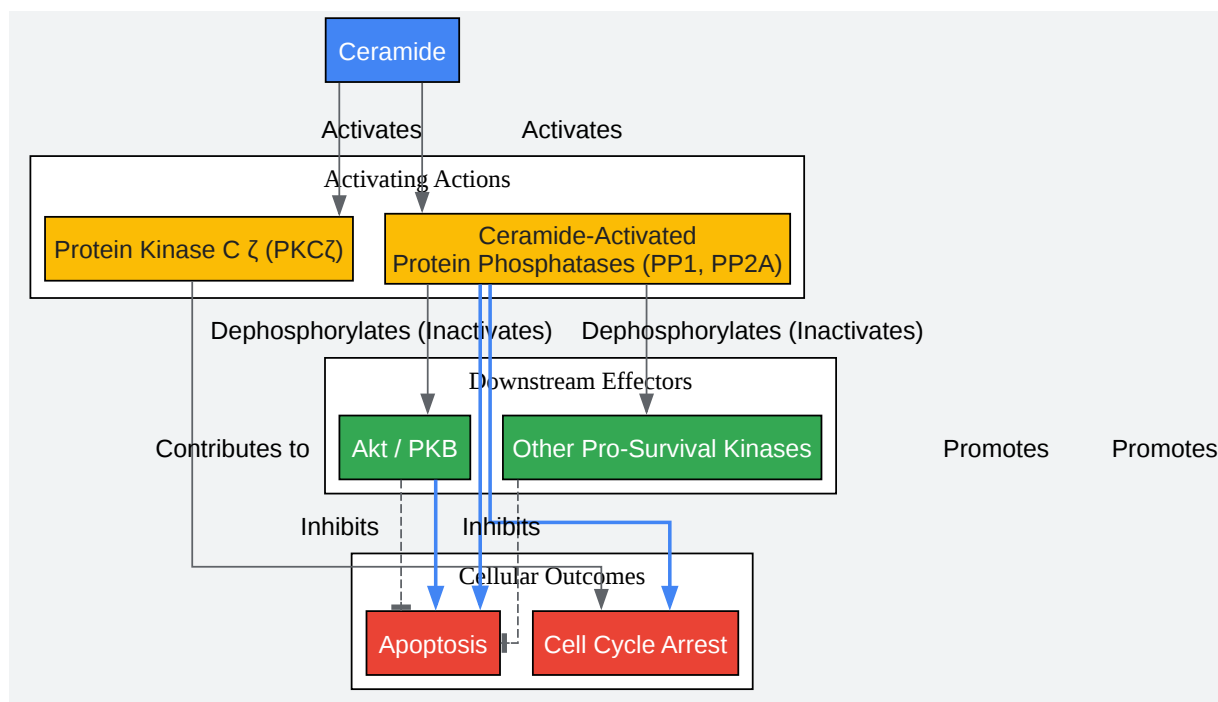 Ceramide
Activates
Activates
Activating Actions
Protein Kinase C ζ (PKCζ)
Ceramide-Activated
Protein Phosphatases (PP1, PP2A)
Dephosphorylates (Inactivates)
Dephosphorylates (Inactivates)
Downstream Effectors
Contributes to
Akt / PKB
Other Pro-Survival Kinases
Promotes
Promotes
Inhibits
Inhibits
Cellular Outcomes
Apoptosis
Cell Cycle Arrest